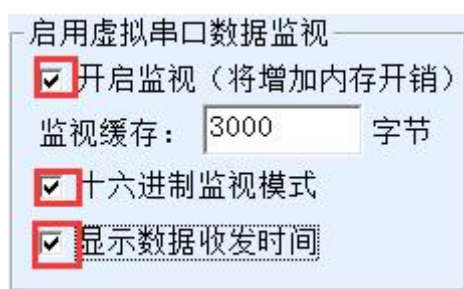 启用虚拟串口数据监视
开启监视（将增加内存开销）
监视缓存： 3000 字节
十六进制监视模式
显示数据收发时间